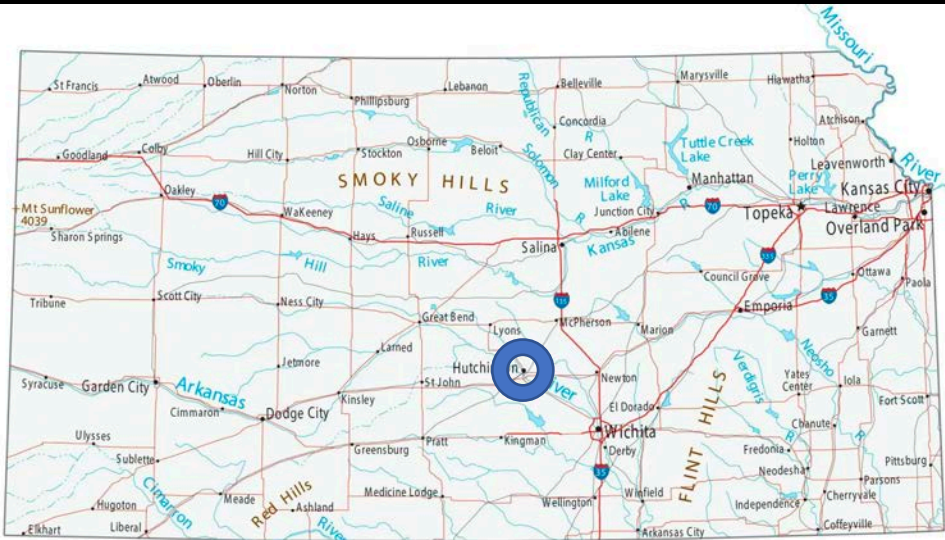 Missouri
St Francis
Atwood
Oberlin
Norton
Phillipsburg
Lebanon
Republican
Belleville
Marysville
Hiawatha
Concordia
R
Atchison
Goodland
Colby
Hill City
Stockton
Osborne
Beloit
Solomon
Clay Center
Tuttle Creek
Lake
Holton
Leavenworth
River
Oakley
70
SMOKY HILLS
Milford
Lake
Manhattan
Perry
Lake
Kansas City
Mt Sunflower
4039
WaKeeney
Saline
River
R
Junction City
R
70
Topeka
Lawrence
Overland Park
Sharon Springs
Hays
Russell
Salina
Kansas
Abilene
Smoky
Hill
River
135
Council Grove
335
Ottawa
Paola
Tribune
Scott City
Ness City
Great Bend
Lyons
McPherson
Marion
Emporia
35
Garnett
Jetmore
Larned
Hutchin
n
River
Newton
Verdigris
Neosho
Syracuse
Garden City
Arkansas
St John
Yates
Center
Iola
Cimarron
Dodge City
Kinsley
El Dorado
Fort Scott
Ulysses
Greensburg
Pratt
Kingman
Wichita
FLINT HILLS
Chanute
R
R
Sublette
Derby
Fredonia
Cimarron
35
Neodesha
Pittsburg
Hugoton
Meade
Red Hills
Ashland
Medicine Lodge
Wellington
Winfield
Independence
Parsons
Cherryvale
Elkhart
Liberal
River
Arkansas City
Coffeyville